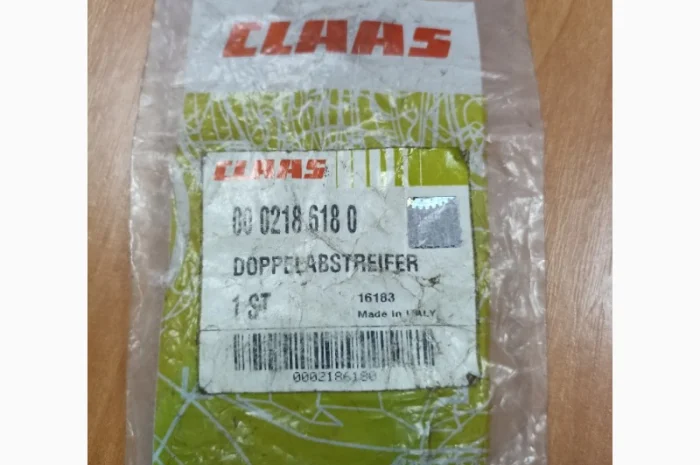 CLAAS
CLAAS
00 0218 618 0
DOPPELABSTREIFER
1 ST
16183
Made in ITALY
0002186180